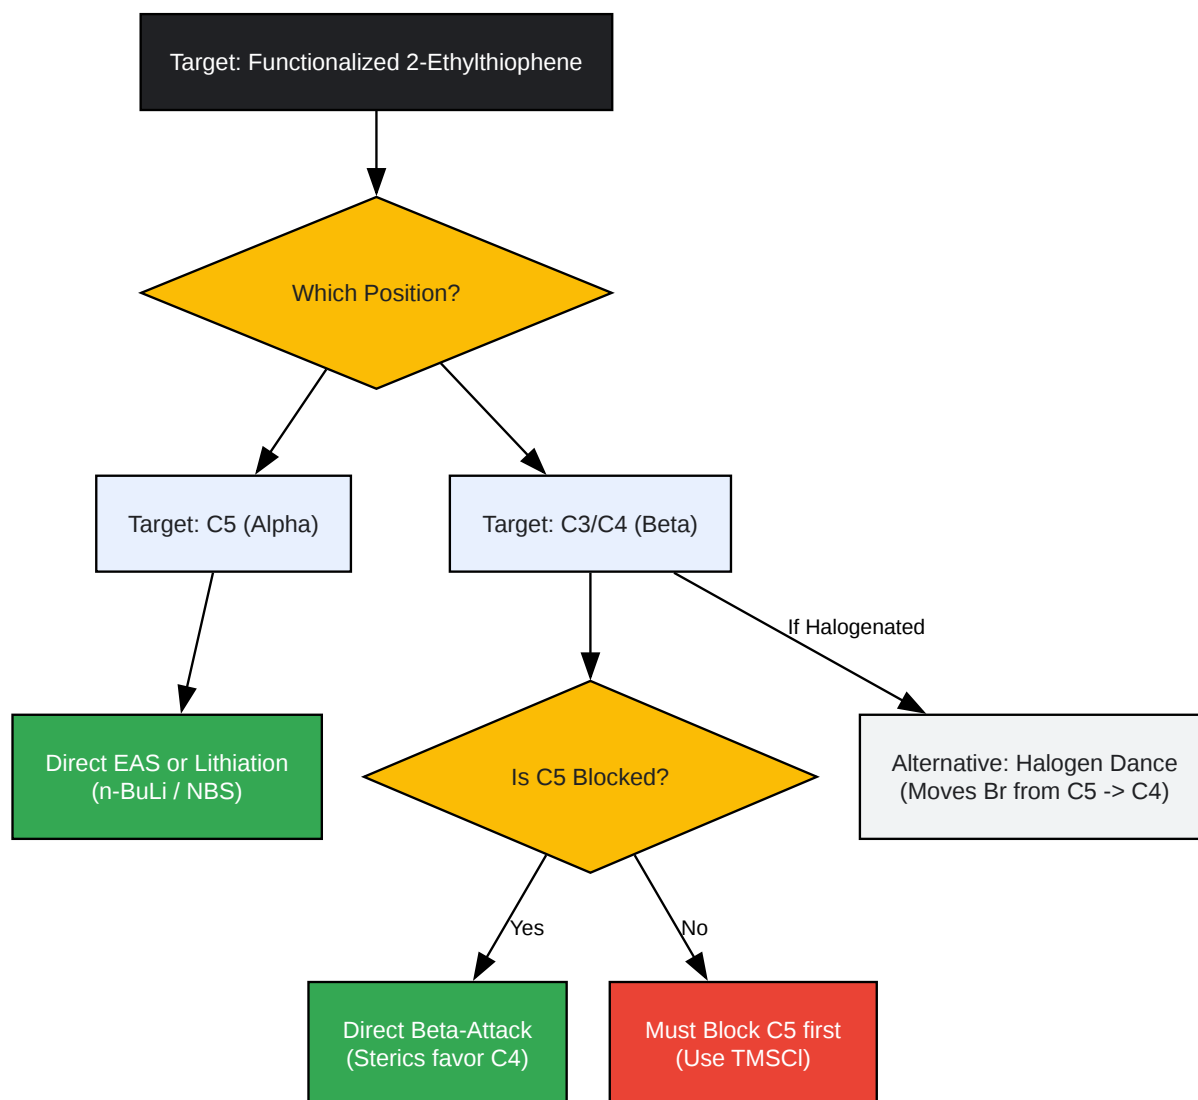 Target: Functionalized 2-Ethylthiophene
Which Position?
Target: C5 (Alpha)
Target: C3/C4 (Beta)
If Halogenated
Direct EAS or Lithiation
(n-BuLi / NBS)
Is C5 Blocked?
Alternative: Halogen Dance
(Moves Br from C5 -> C4)
Yes
No
Direct Beta-Attack
(Sterics favor C4)
Must Block C5 first
(Use TMSCl)